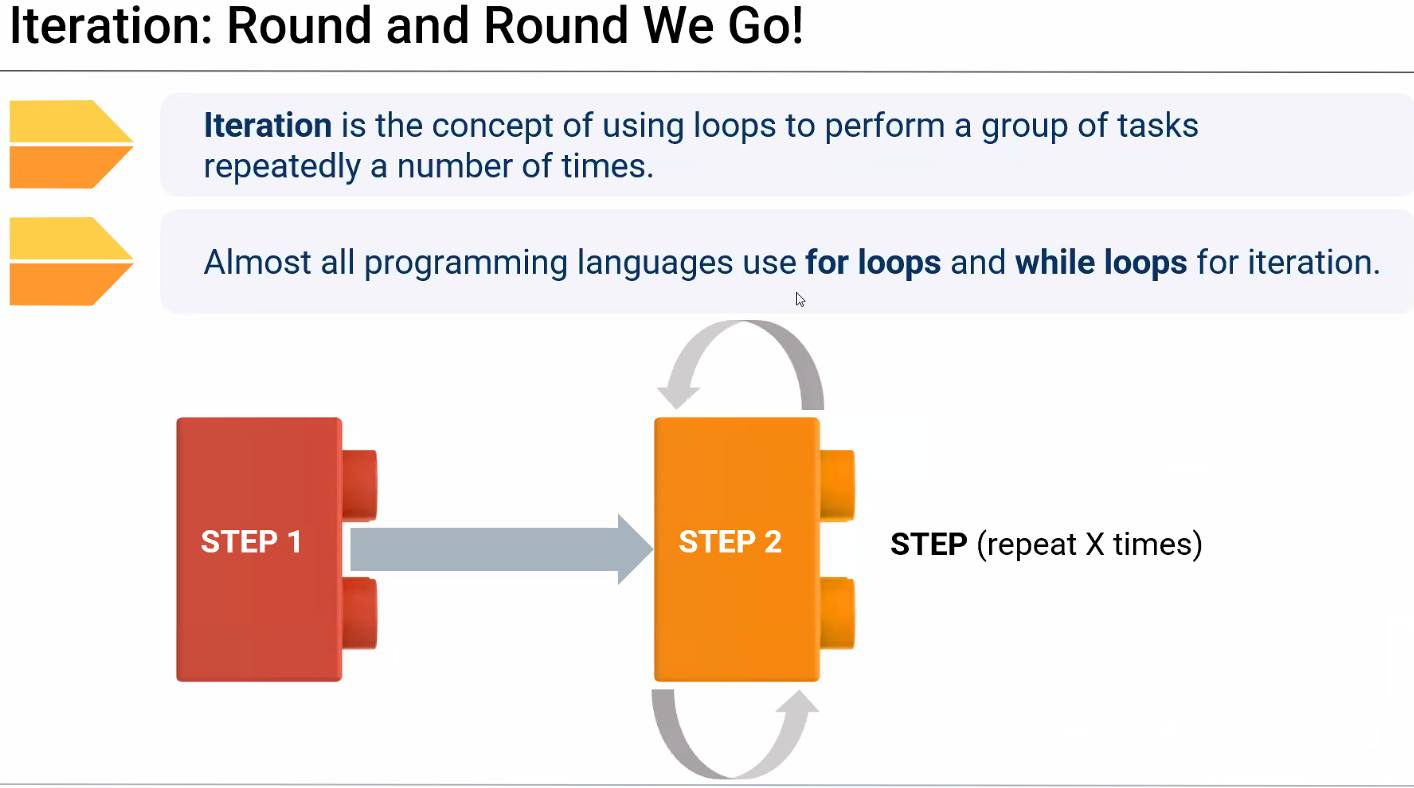 Iteration: Round and Round We Go!
Iteration is the concept of using loops to perform a group of tasks
repeatedly a number of times.
Almost all programming languages use for loops and while loops for iteration.
STEP 1
STEP 2
STEP (repeat X times)